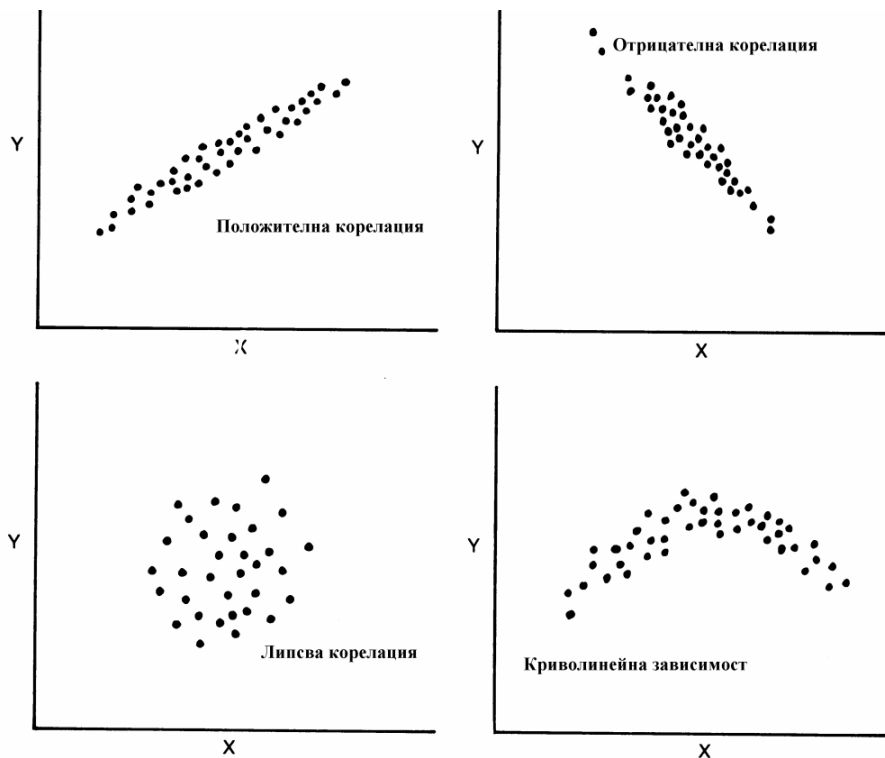 Y
Положителна корелация
X
Отрицателна корелация
Y
X
Y
Липсва корелация
X
Y
Криволинейна зависимост
X